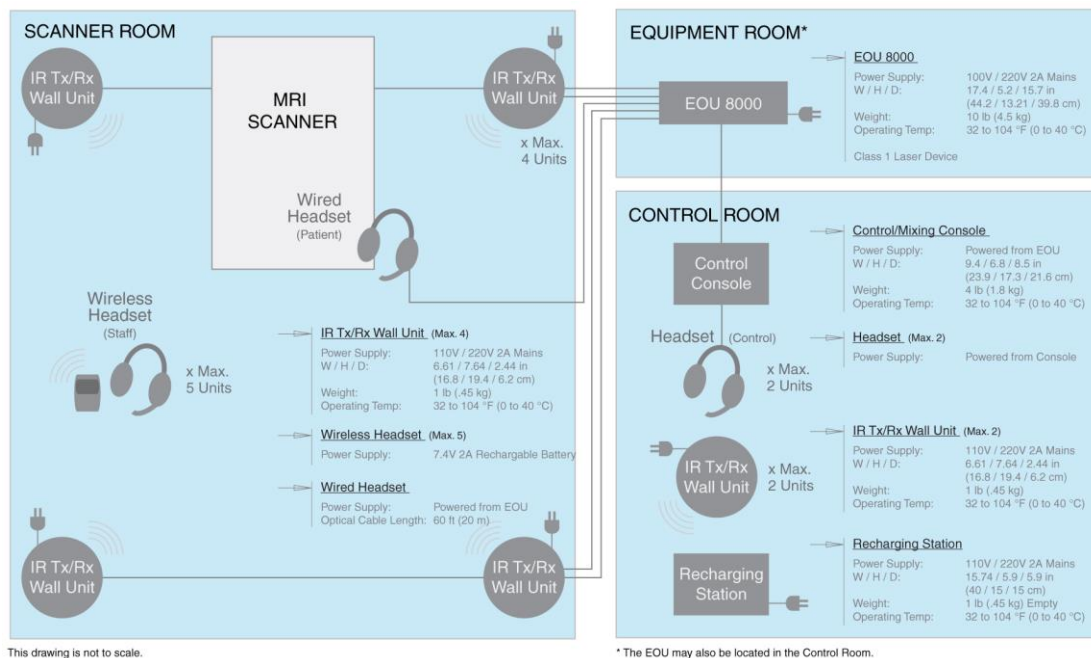 SCANNER ROOM
IR Tx/Rx
Wall Unit
MRI
SCANNER
IR Tx/Rx
Wall Unit
x Max.
4 Units
Wired
Headset
(Patient)
Wireless
Headset
(Staff)
x Max.
5 Units
IR Tx/Rx Wall Unit (Max. 4)
Power Supply: 110V / 220V 2A Mains
W / H / D: 6.61 / 7.64 / 2.44 in
(16.8 / 19.4 / 6.2 cm)
Weight: 1 lb (.45 kg)
Operating Temp: 32 to 104 °F (0 to 40 °C)
Wireless Headset (Max. 5)
Power Supply: 7.4V 2A Rechargable Battery
Wired Headset
Power Supply: Powered from EOU
Optical Cable Length: 60 ft (20 m)
IR Tx/Rx
Wall Unit
IR Tx/Rx
Wall Unit
EQUIPMENT ROOM*
EOU 8000
EOU 8000
Power Supply: 100V / 220V 2A Mains
W / H / D: 17.4 / 5.2 / 15.7 in
(44.2 / 13.21 / 39.8 cm)
Weight: 10 lb (4.5 kg)
Operating Temp: 32 to 104 °F (0 to 40 °C)
Class 1 Laser Device
CONTROL ROOM
Control
Console
Control/Mixing Console
Power Supply: Powered from EOU
W / H / D: 9.4 / 6.8 / 8.5 in
(23.9 / 17.3 / 21.6 cm)
Weight: 4 lb (1.8 kg)
Operating Temp: 32 to 104 °F (0 to 40 °C)
Headset (Control)
x Max.
2 Units
Headset (Max. 2)
Power Supply: Powered from Console
IR Tx/Rx
Wall Unit
x Max.
2 Units
IR Tx/Rx Wall Unit (Max. 2)
Power Supply: 110V / 220V 2A Mains
W / H / D: 6.61 / 7.64 / 2.44 in
(16.8 / 19.4 / 6.2 cm)
Weight: 1 lb (.45 kg)
Operating Temp: 32 to 104 °F (0 to 40 °C)
Recharging
Station
Recharging Station
Power Supply: 110V / 220V 2A Mains
W / H / D: 15.74 / 5.9 / 5.9 in
(40 / 15 / 15 cm)
Weight: 1 lb (.45 kg) Empty
Operating Temp: 32 to 104 °F (0 to 40 °C)
This drawing is not to scale.
* The EOU may also be located in the Control Room.